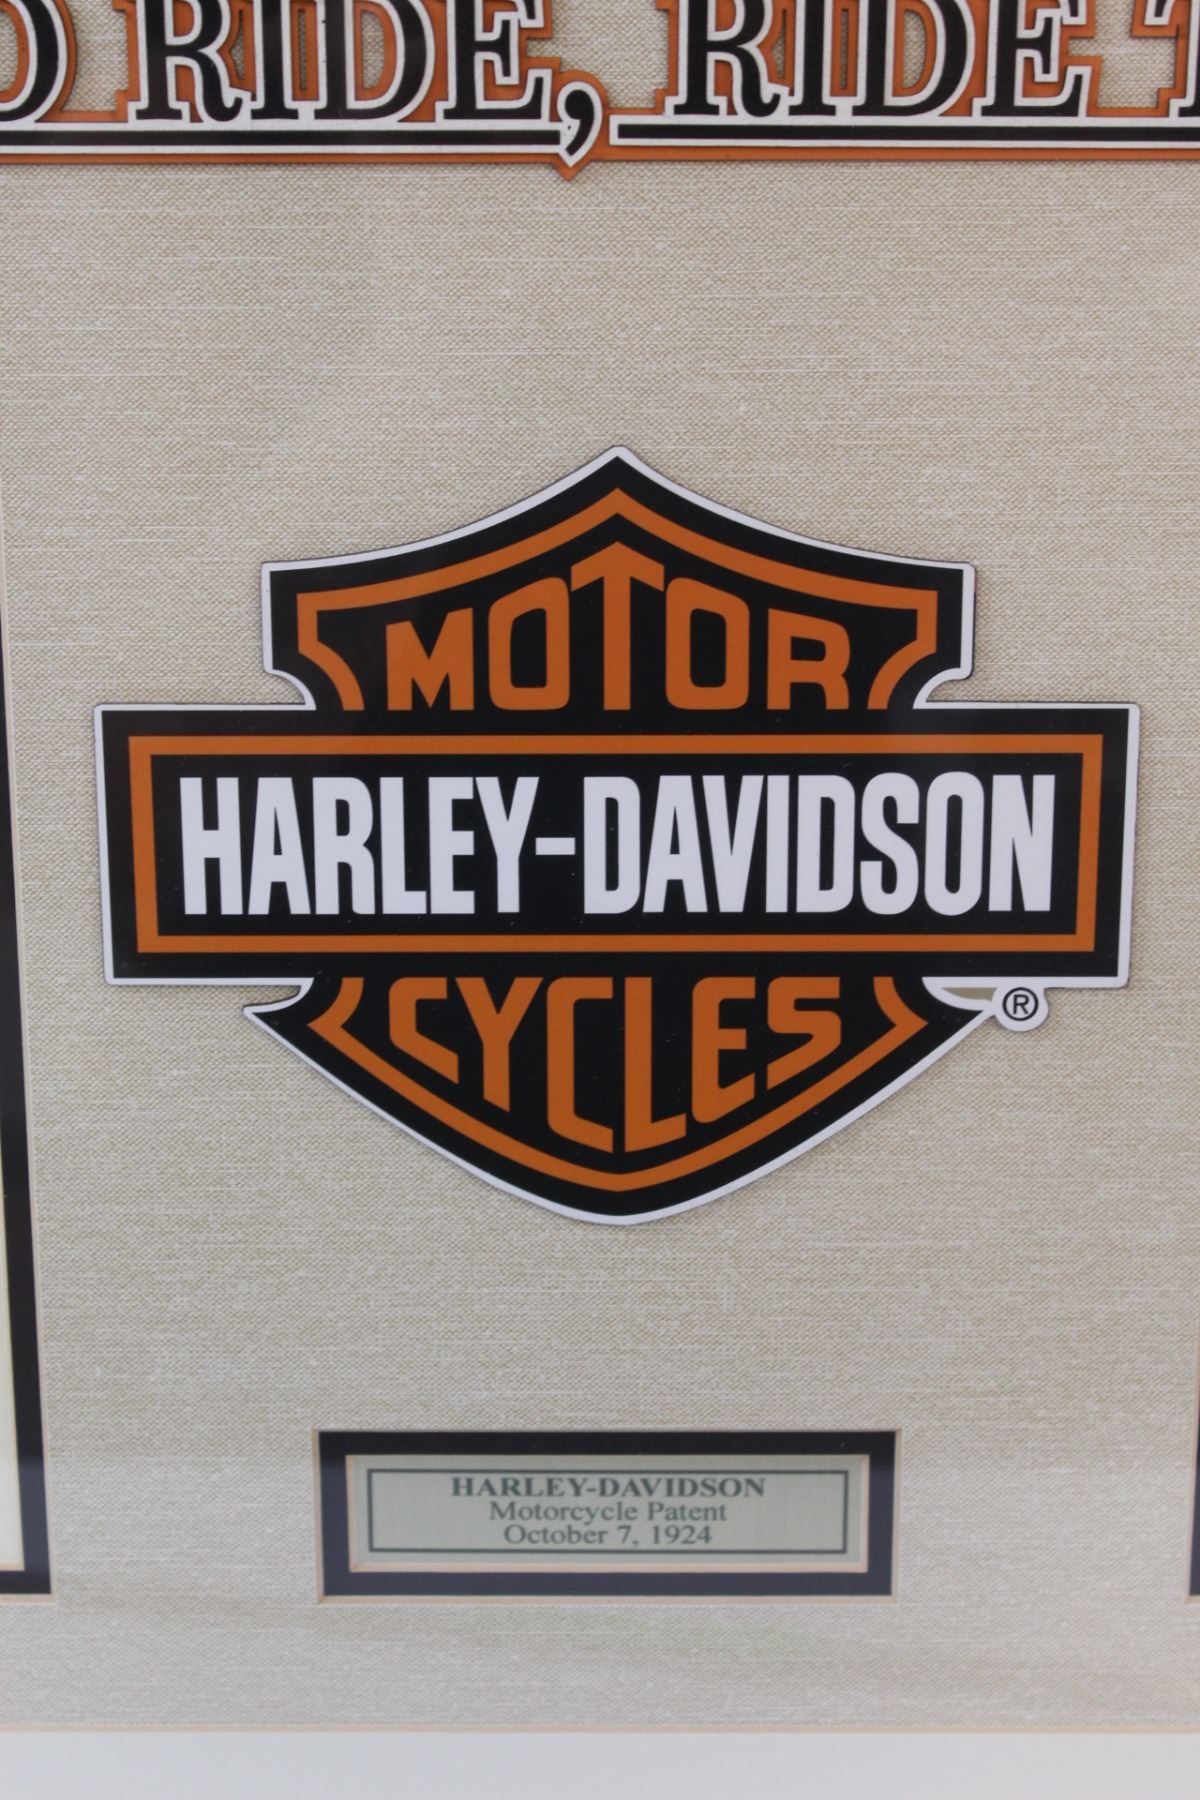 RIDE, RIDE
MOTOR
HARLEY-DAVIDSON
CYCLES
®
HARLEY-DAVIDSON
Motorcycle Patent
October 7, 1924